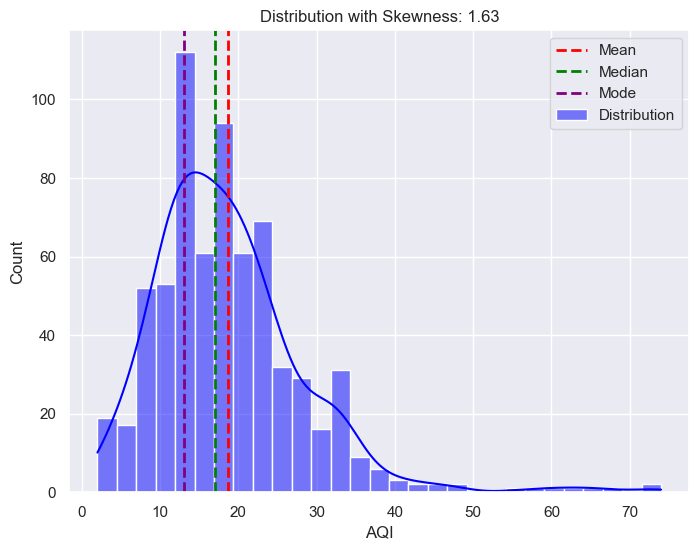 Distribution with Skewness: 1.63
Mean
Median
Mode
Distribution
100
80
60
40
20
0
Count
0 10 20 30 40 50 60 70
AQI